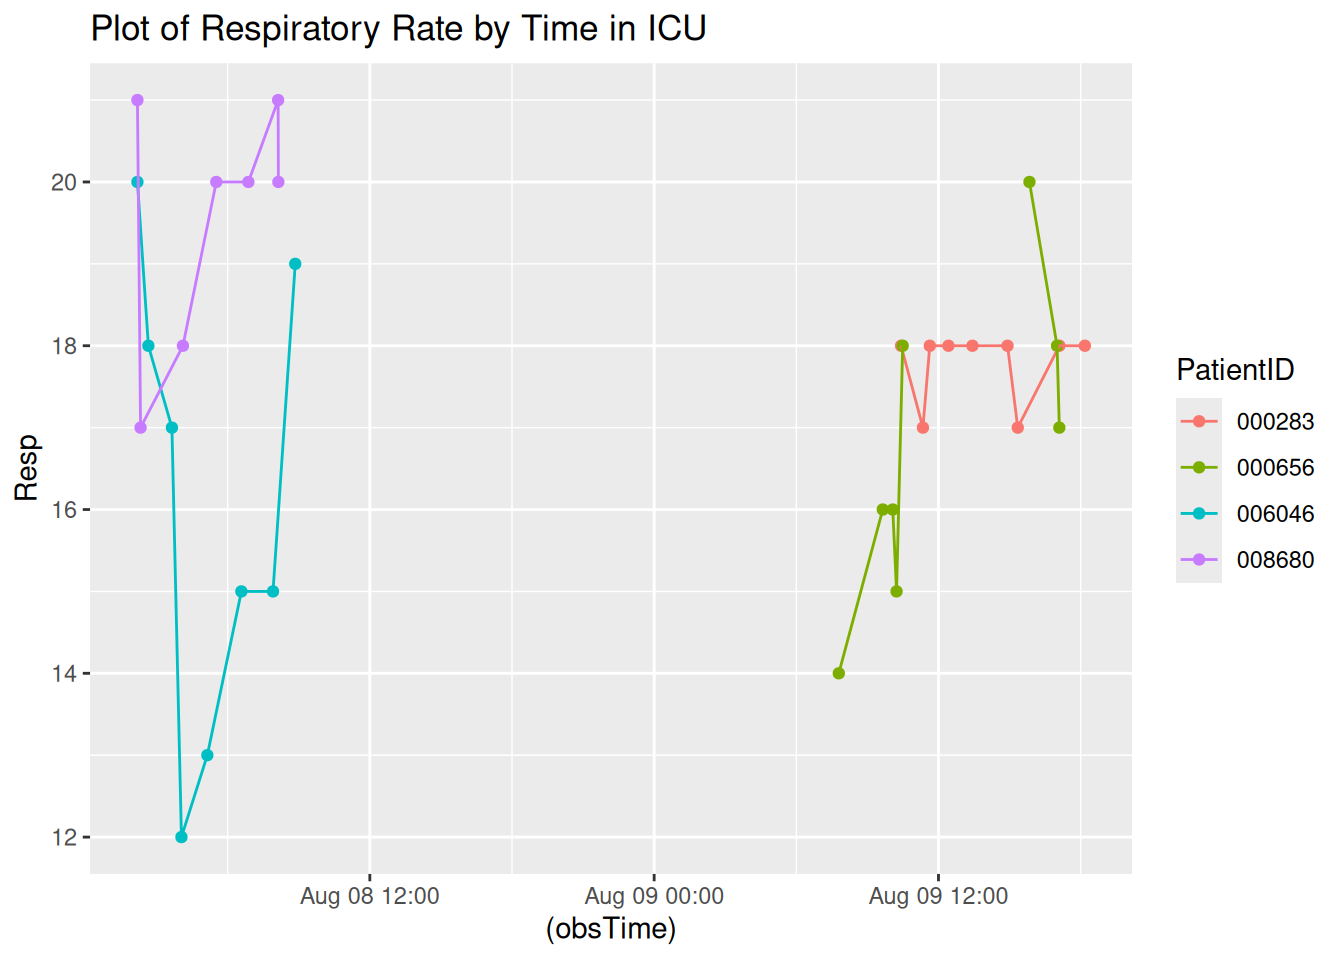 Plot of Respiratory Rate by Time in ICU
Resp
20
18
16
14
12
Aug 08 12:00
Aug 09 00:00
Aug 09 12:00
(obsTime)
PatientID
000283
000656
006046
008680